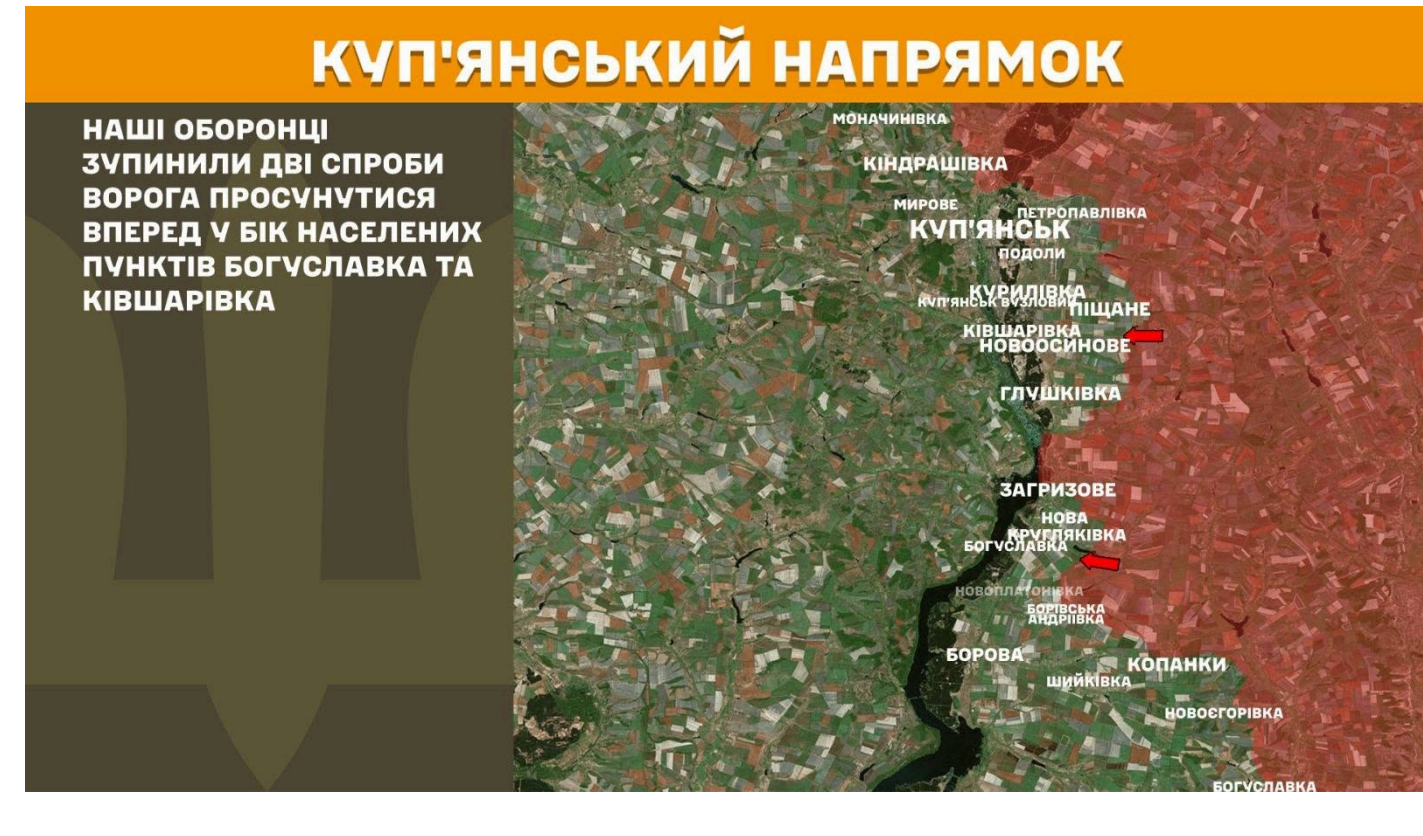 КУП'ЯНСЬКИЙ НАПРЯМОК
НАШІ ОБОРОНЦІ
ЗУПИНИЛИ ДВІ СПРОБИ
ВОРОГА ПРОСУНУТИСЯ
ВПЕРЕД У БІК НАСЕЛЕНИХ
ПУНКТІВ БОГУСЛАВКА ТА
КІВШАРІВКА
МОНАЧИНІВКА
КІНДРАШІВКА
МИРОВЕ
ПЕТРОПАВЛІВКА
КУП'ЯНСЬК
ПОДОЛИ
КУРИЛІВКА
КУП'ЯНСЬК ВУЗЛОВИЙ
ПІЩАНЕ
КІВШАРІВКА
НОВООСИНОВЕ
ГЛУШКІВКА
ЗАГРИЗОВЕ
НОВА
КРУГЛЯКІВКА
БОГУСЛАВКА
НОВОПЛАТОНІВКА
БОРІВСЬКА
АНДРІІВКА
БОРОВА
КОПАНКИ
ШИЙКІВКА
НОВОЄГОРІВКА
БОГУСЛАВКА